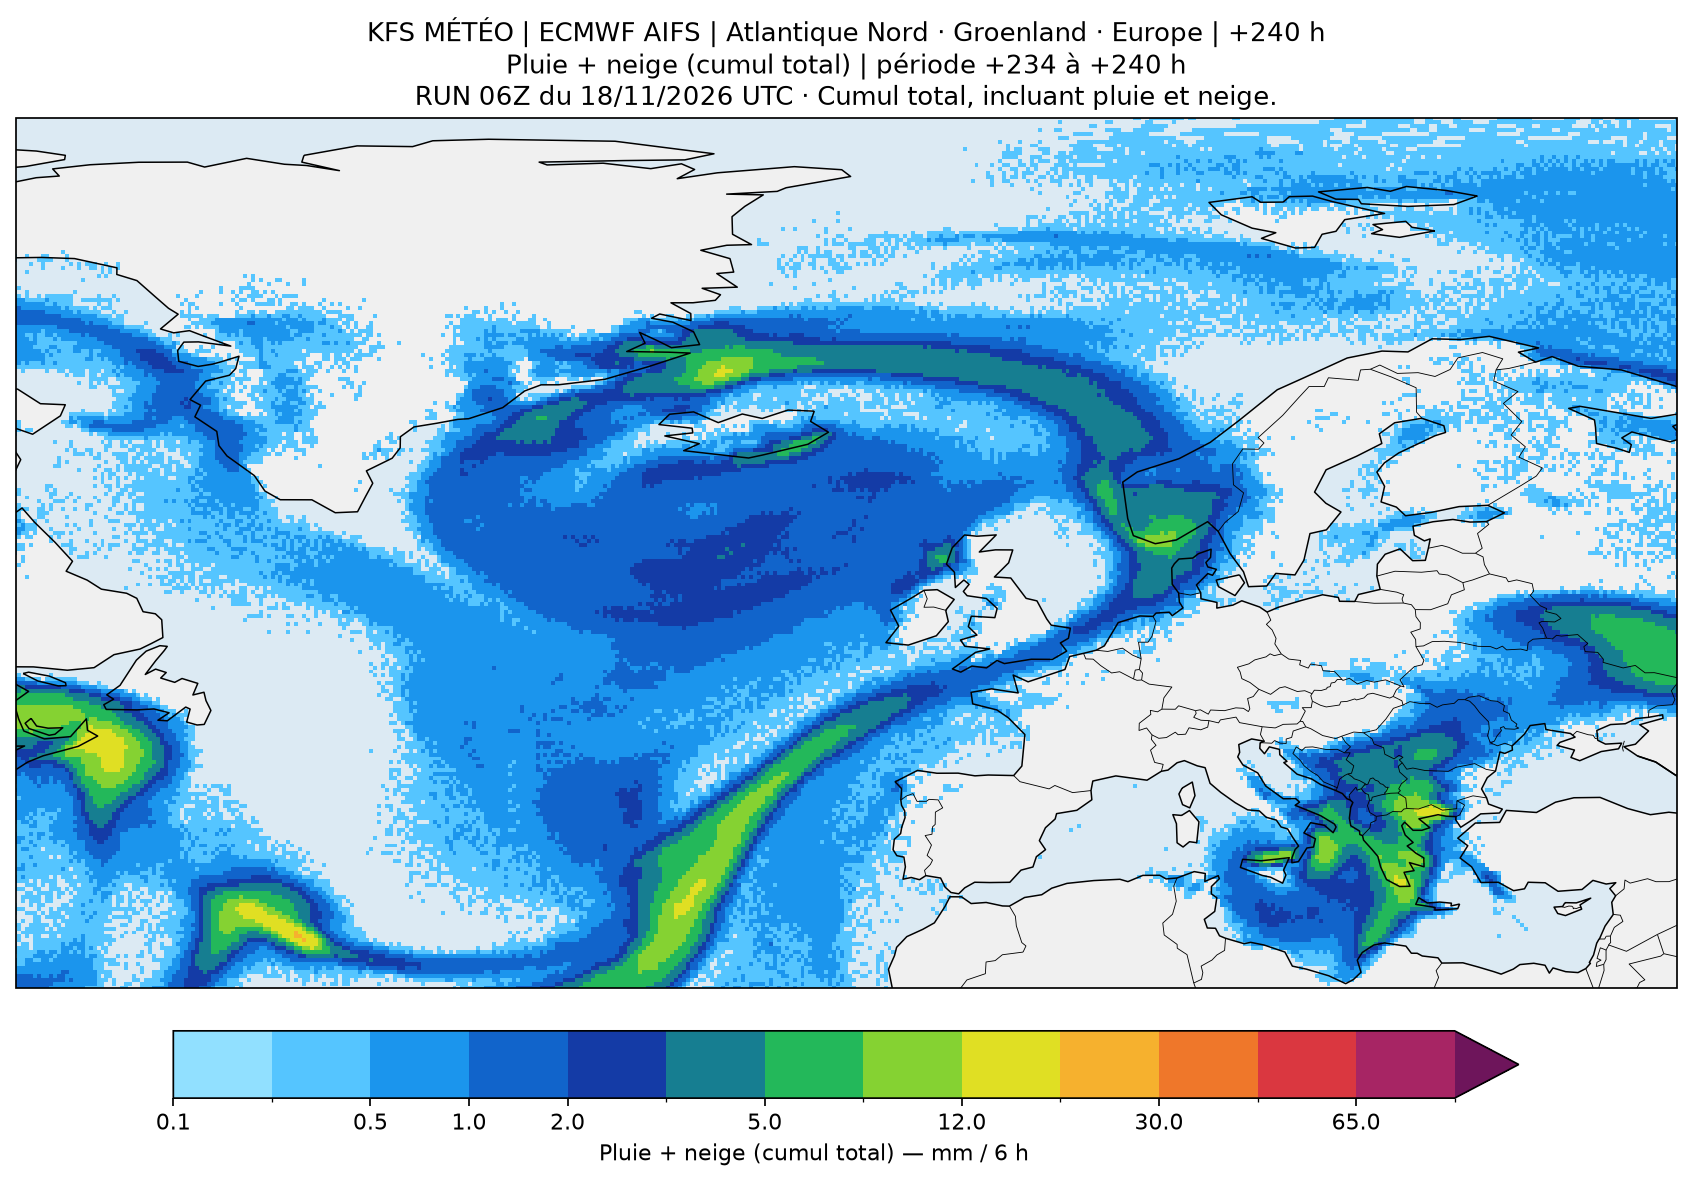 KFS MÉTÉO | ECMWF AIFS | Atlantique Nord · Groenland · Europe | +240 h
Pluie + neige (cumul total) | période +234 à +240 h
RUN 06Z du 18/11/2026 UTC · Cumul total, incluant pluie et neige.
0.1 0.5 1.0 2.0 5.0 12.0 30.0 65.0
Pluie + neige (cumul total) — mm / 6 h